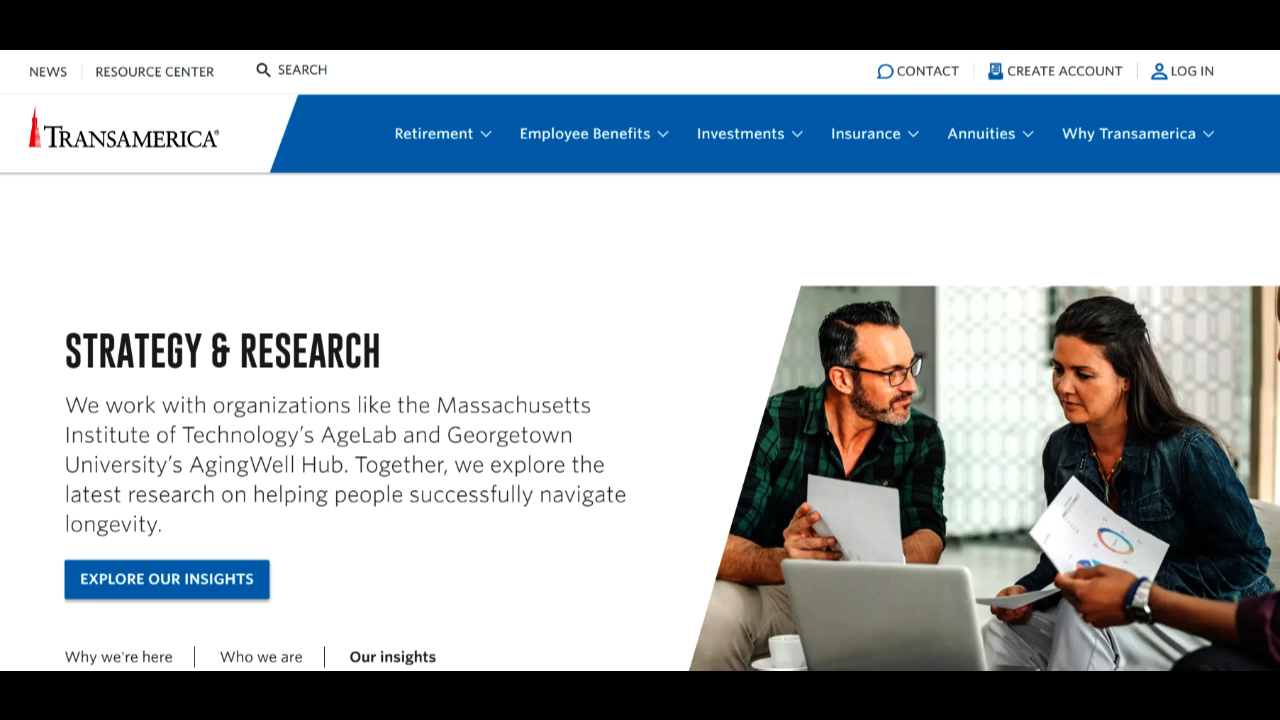 NEWS
RESOURCE CENTER
SEARCH
CONTACT
CREATE ACCOUNT
LOG IN
TRANSAMERICA®
Retirement
Employee Benefits
Investments
Insurance
Annuities
Why Transamerica
STRATEGY & RESEARCH
We work with organizations like the Massachusetts
Institute of Technology’s AgeLab and Georgetown
University’s AgingWell Hub. Together, we explore the
latest research on helping people successfully navigate
longevity.
EXPLORE OUR INSIGHTS
Why we're here
Who we are
Our insights